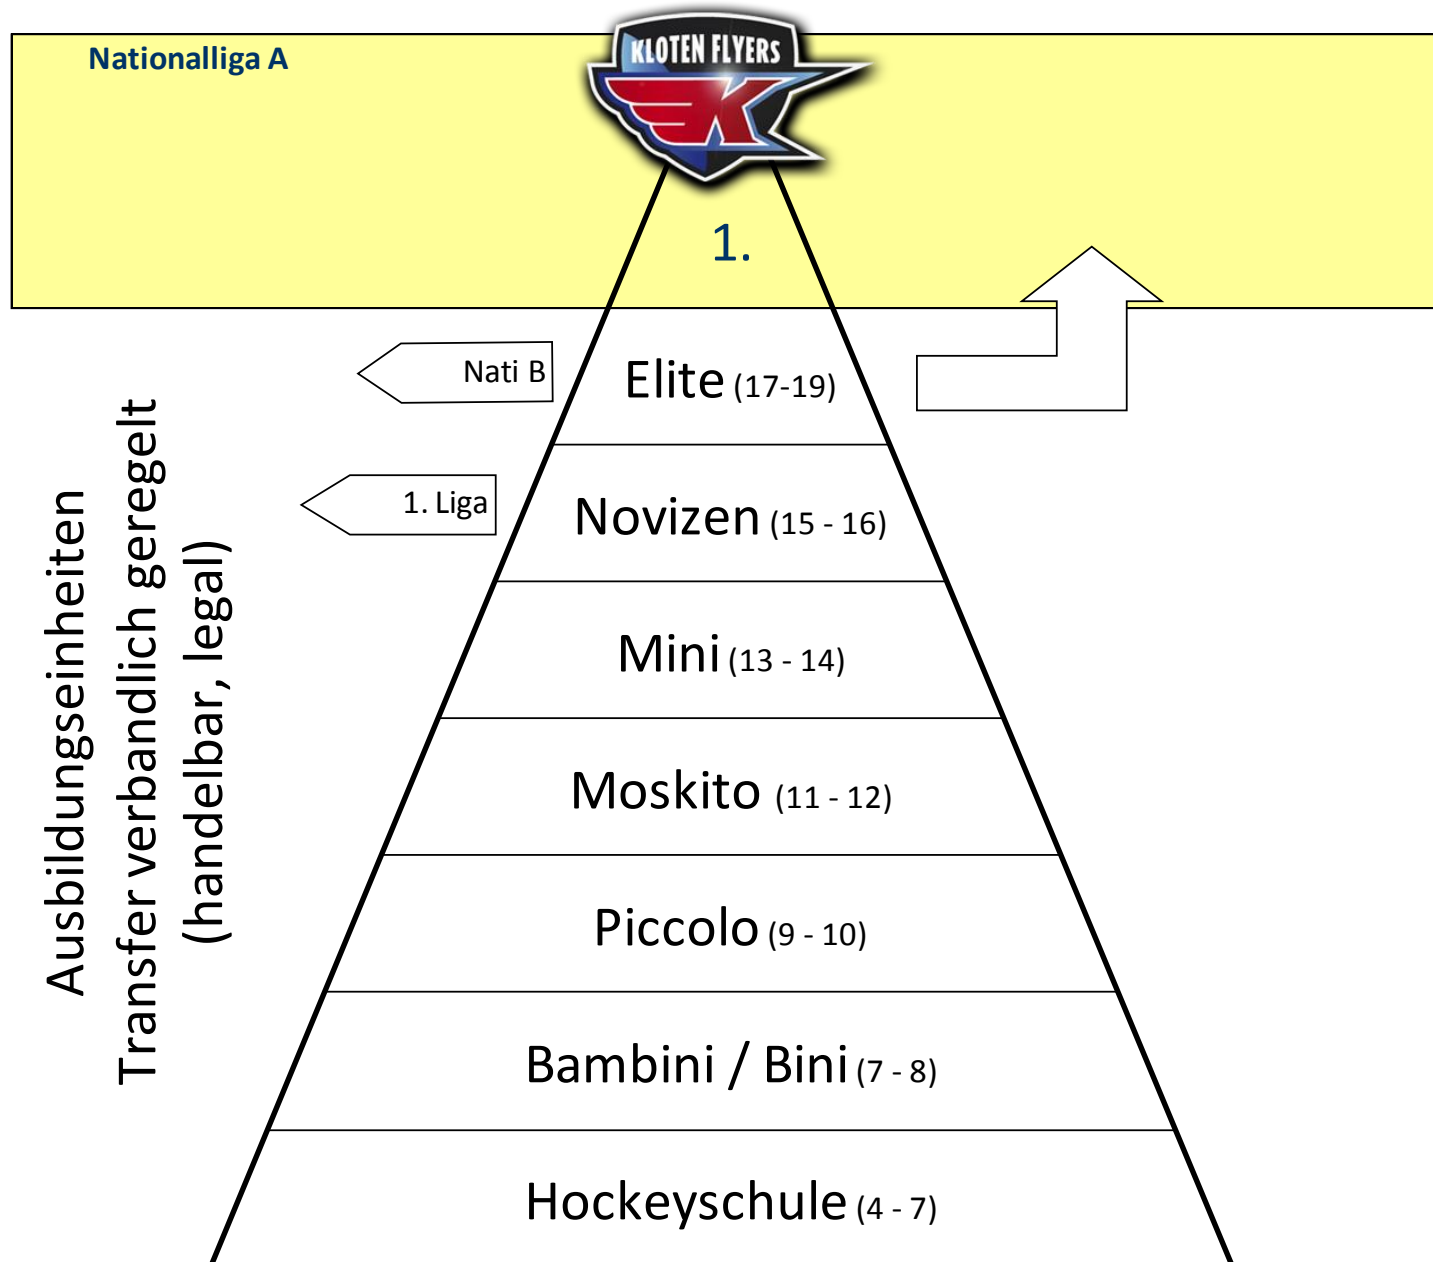 Nationalliga A
KLOTEN FLYERS
K
1.
Nati B
Elite (17-19)
1. Liga
Novizen (15 - 16)
Mini (13 - 14)
Moskito (11 - 12)
Piccolo (9 - 10)
Bambini / Bini (7 - 8)
Hockeyschule (4 - 7)
Ausbildungseinheiten
Transfer verbandlich geregelt
(handelbar, legal)